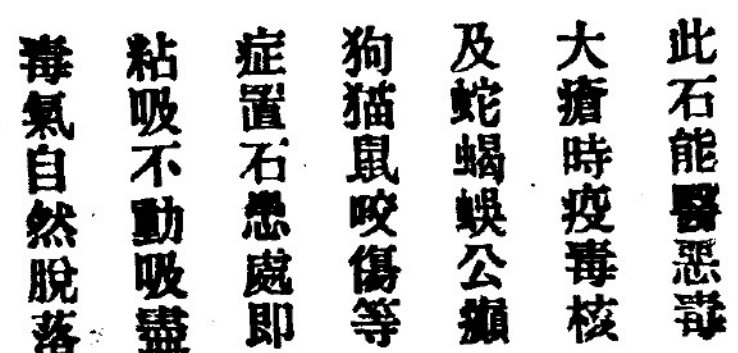 此石能醫惡毒
大瘡時疫毒核
及蛇蝎蜈公癩
狗猫鼠咬傷等
症置石患處即
粘吸不動吸盡
毒氣自然脫落